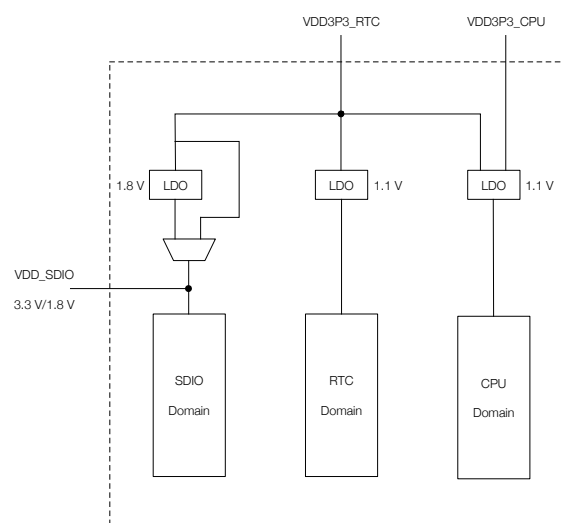 VDD3P3_RTC
VDD3P3_CPU
1.8 V
LDO
LDO
1.1 V
LDO
1.1 V
VDD_SDIO
3.3 V/1.8 V
SDIO
Domain
RTC
Domain
CPU
Domain